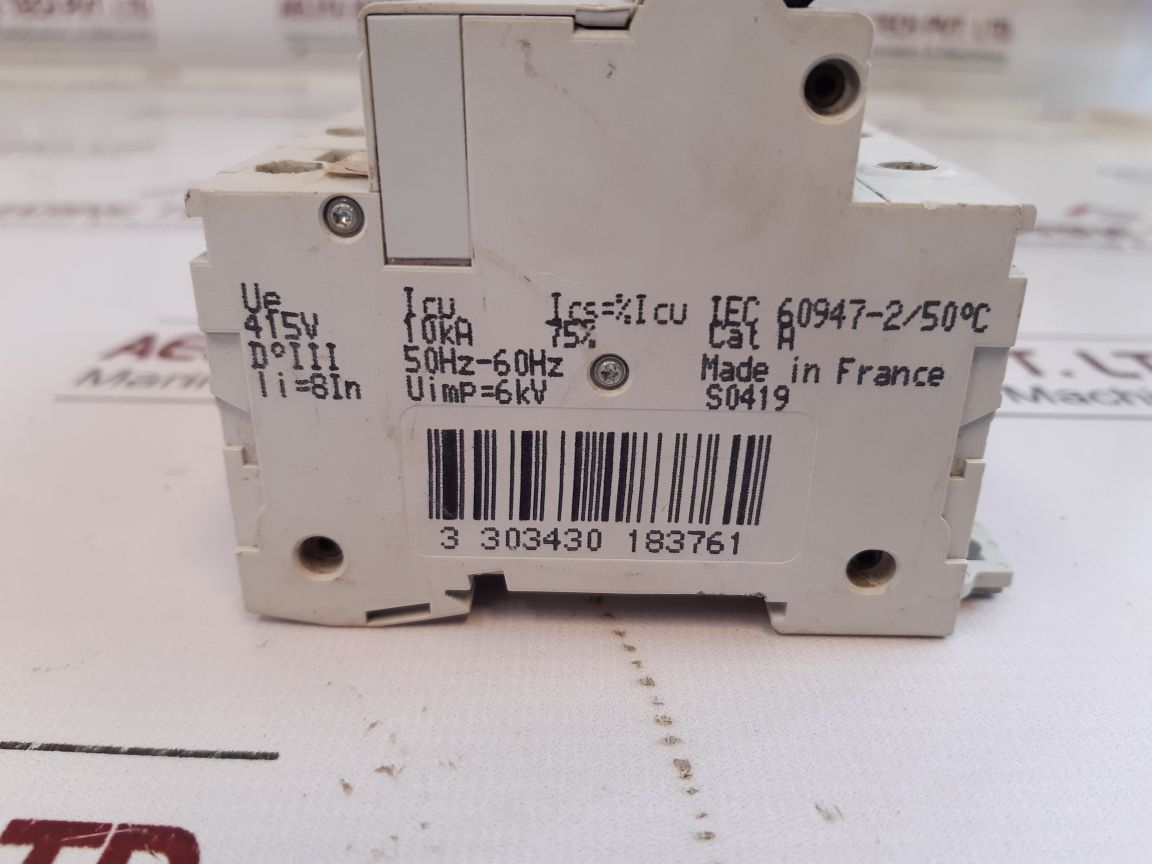 Ue Icu Ics=%Icu IEC 60947-2/50°C
415V 10kA 75% Cat A
D°III 50Hz-60Hz Made in France
Ii=8In Uimp=6kV S0419
3 303430 183761